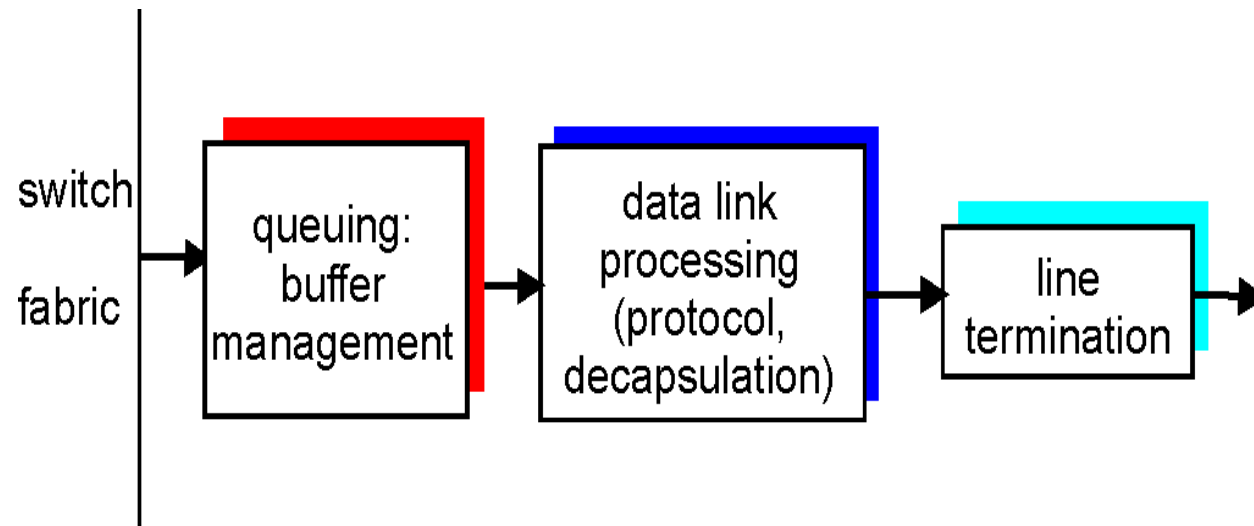 switch
fabric
queuing:
buffer
management
data link
processing
(protocol,
decapsulation)
line
termination